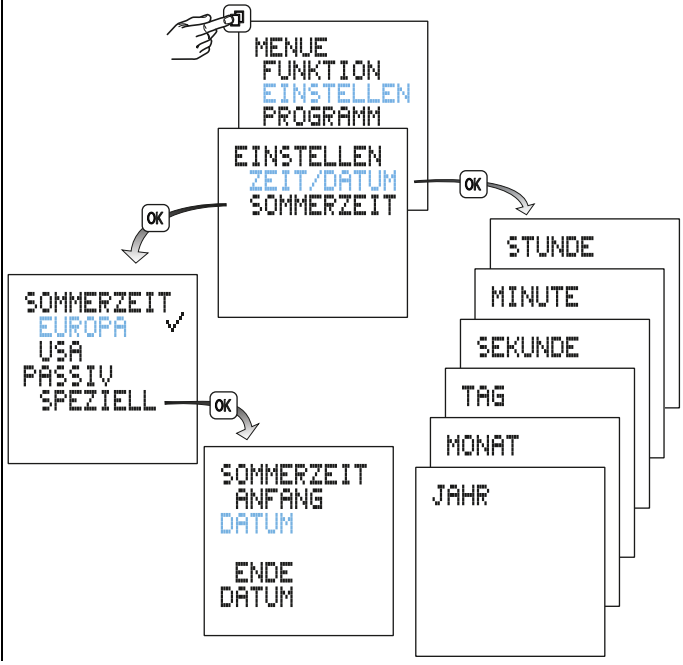 MENUE
FUNKTION
EINSTELLEN
PROGRAMM
EINSTELLEN
ZEIT/DATUM
SOMMERZEIT
OK
OK
SOMMERZEIT
EUROPA
USA
PASSIV
SPEZIELL
OK
SOMMERZEIT
ANFANG
DATUM
ENDE
DATUM
STUNDE
MINUTE
SEKUNDE
TAG
MONAT
JAHR